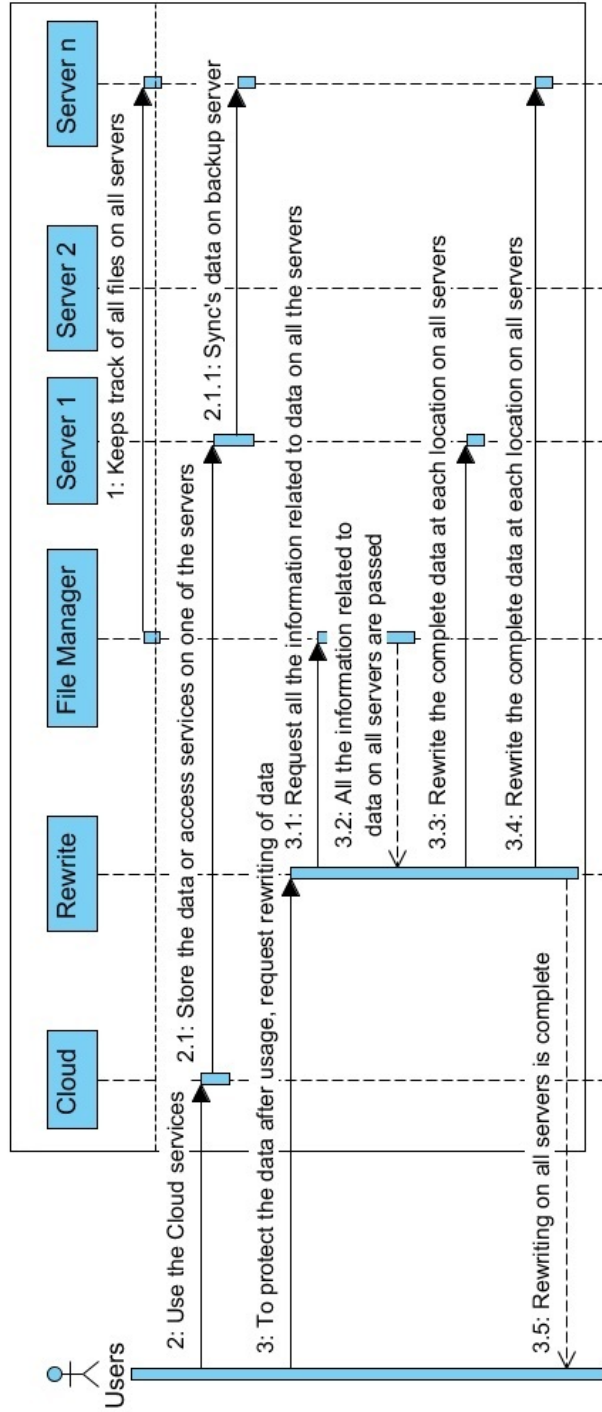 Users
Cloud
Rewrite
File Manager
Server 1
Server 2
Server n
1: Keeps track of all files on all servers
2: Use the Cloud services
2.1: Store the data or access services on one of the servers
2.1.1: Sync's data on backup server
3: To protect the data after usage, request rewriting of data
3.1: Request all the information related to data on all the servers
3.2: All the information related to
data on all servers are passed
3.3: Rewrite the complete data at each location on all servers
3.4: Rewrite the complete data at each location on all servers
3.5: Rewriting on all servers is complete